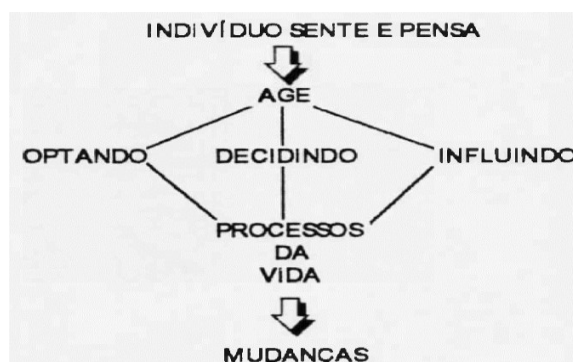 INDIVÍDUO SENTE E PENSA
AGE
OPTANDO DECIDINDO INFLUINDO
PROCESSOS
DA
VIDA
MUDANCAS